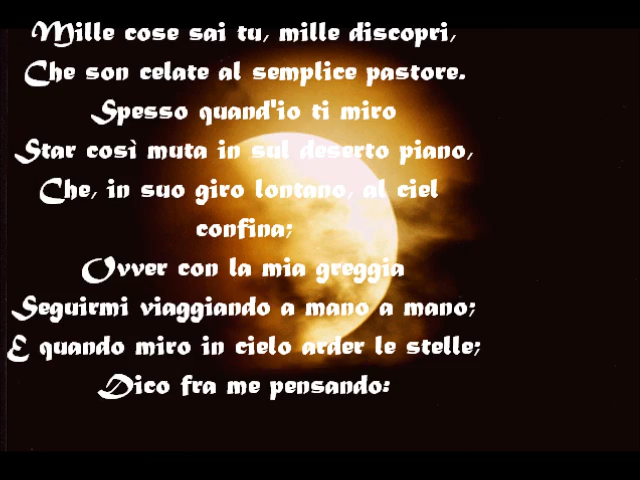 Mille cose sai tu, mille discopri,
Che son celate al semplice pastore.
Spesso quand'io ti miro
Star così muta in sul deserto piano,
Che, in suo giro lontano, al ciel
confina;
Ovver con la mia greggia
Seguirmi viaggiando a mano a mano;
E quando miro in cielo arder le stelle;
Dico fra me pensando: